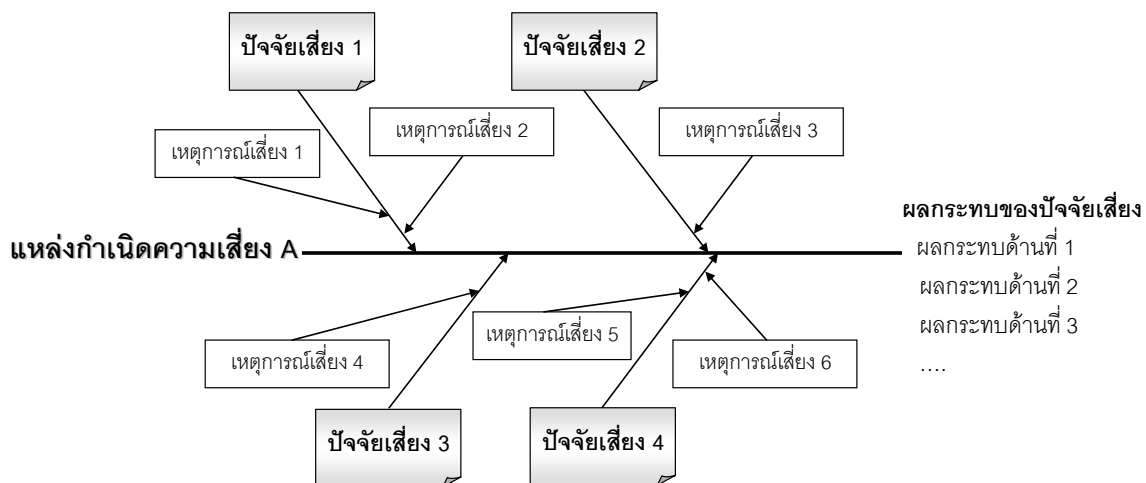 ปัจจัยเสี่ยง 1
ปัจจัยเสี่ยง 2
เหตุการณ์เสี่ยง 2
เหตุการณ์เสี่ยง 3
เหตุการณ์เสี่ยง 1
ผลกระทบของปัจจัยเสี่ยง
แหล่งกำเนิดความเสี่ยง A
ผลกระทบด้านที่ 1
ผลกระทบด้านที่ 2
ผลกระทบด้านที่ 3
....
เหตุการณ์เสี่ยง 5
เหตุการณ์เสี่ยง 4
เหตุการณ์เสี่ยง 6
ปัจจัยเสี่ยง 3
ปัจจัยเสี่ยง 4